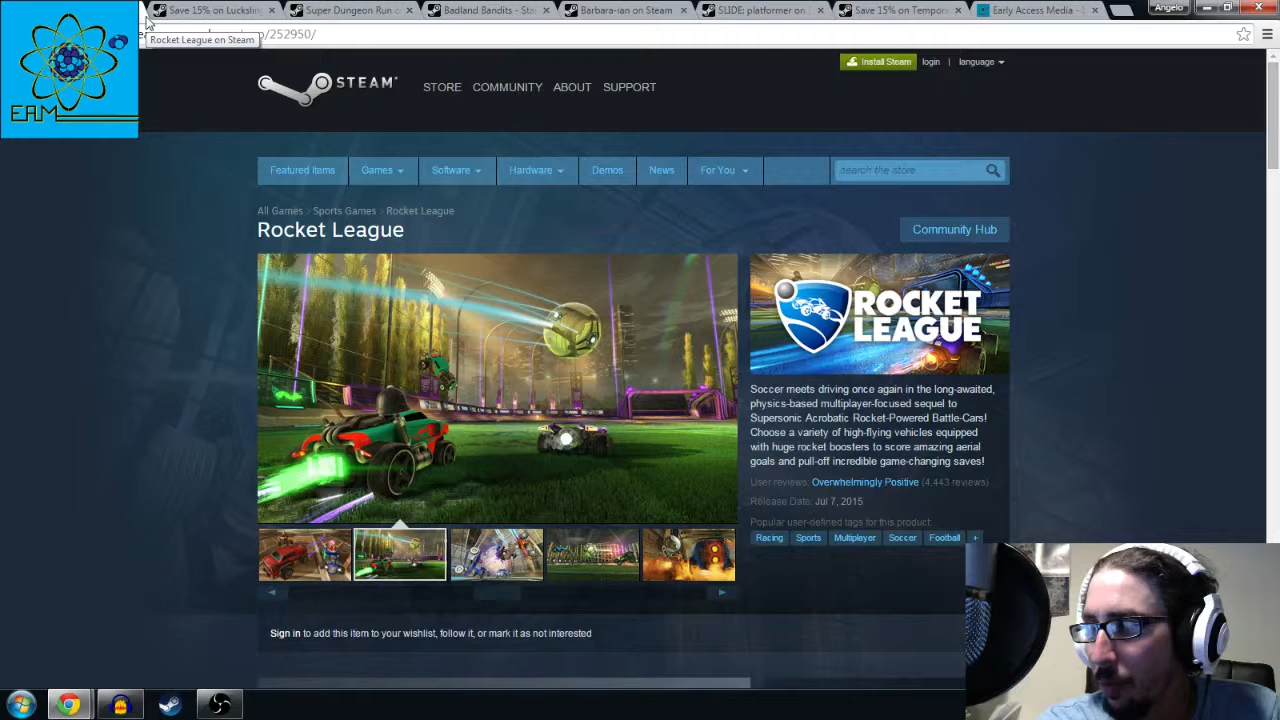 Save 15% on Lucksling
Super Dungeon Run o
Badland Bandits - Ste
Barbara-ian on Steam
SLIDE: platformer on
Save 15% on Tempor
Early Access Media - L
Angelo
Rocket League on Steam
/252950/
EAM
STEAM
STORE COMMUNITY ABOUT SUPPORT
Install Steam login language
Featured Items Games Software Hardware Demos News For You search the store
All Games > Sports Games > Rocket League
Rocket League
Community Hub
ROCKET
LEAGUE
Soccer meets driving once again in the long-awaited,
physics-based multiplayer-focused sequel to
Supersonic Acrobatic Rocket-Powered Battle-Cars!
Choose a variety of high-flying vehicles equipped
with huge rocket boosters to score amazing aerial
goals and pull-off incredible game-changing saves!
User reviews: Overwhelmingly Positive (4,443 reviews)
Release Date: Jul 7, 2015
Popular user-defined tags for this product:
Racing Sports Multiplayer Soccer Football +
Sign in to add this item to your wishlist, follow it, or mark it as not interested